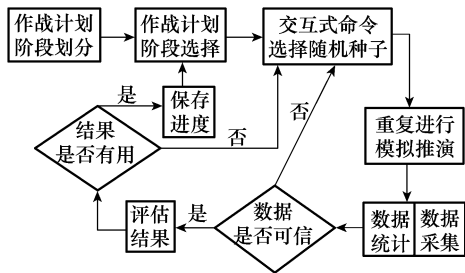 作战计划
阶段划分
作战计划
阶段选择
交互式命令
选择随机种子
是
保存
进度
否
否
结果
是否有用
重复进行
模拟推演
评估
结果
是
数据
是否可信
数据
统计
数据
采集